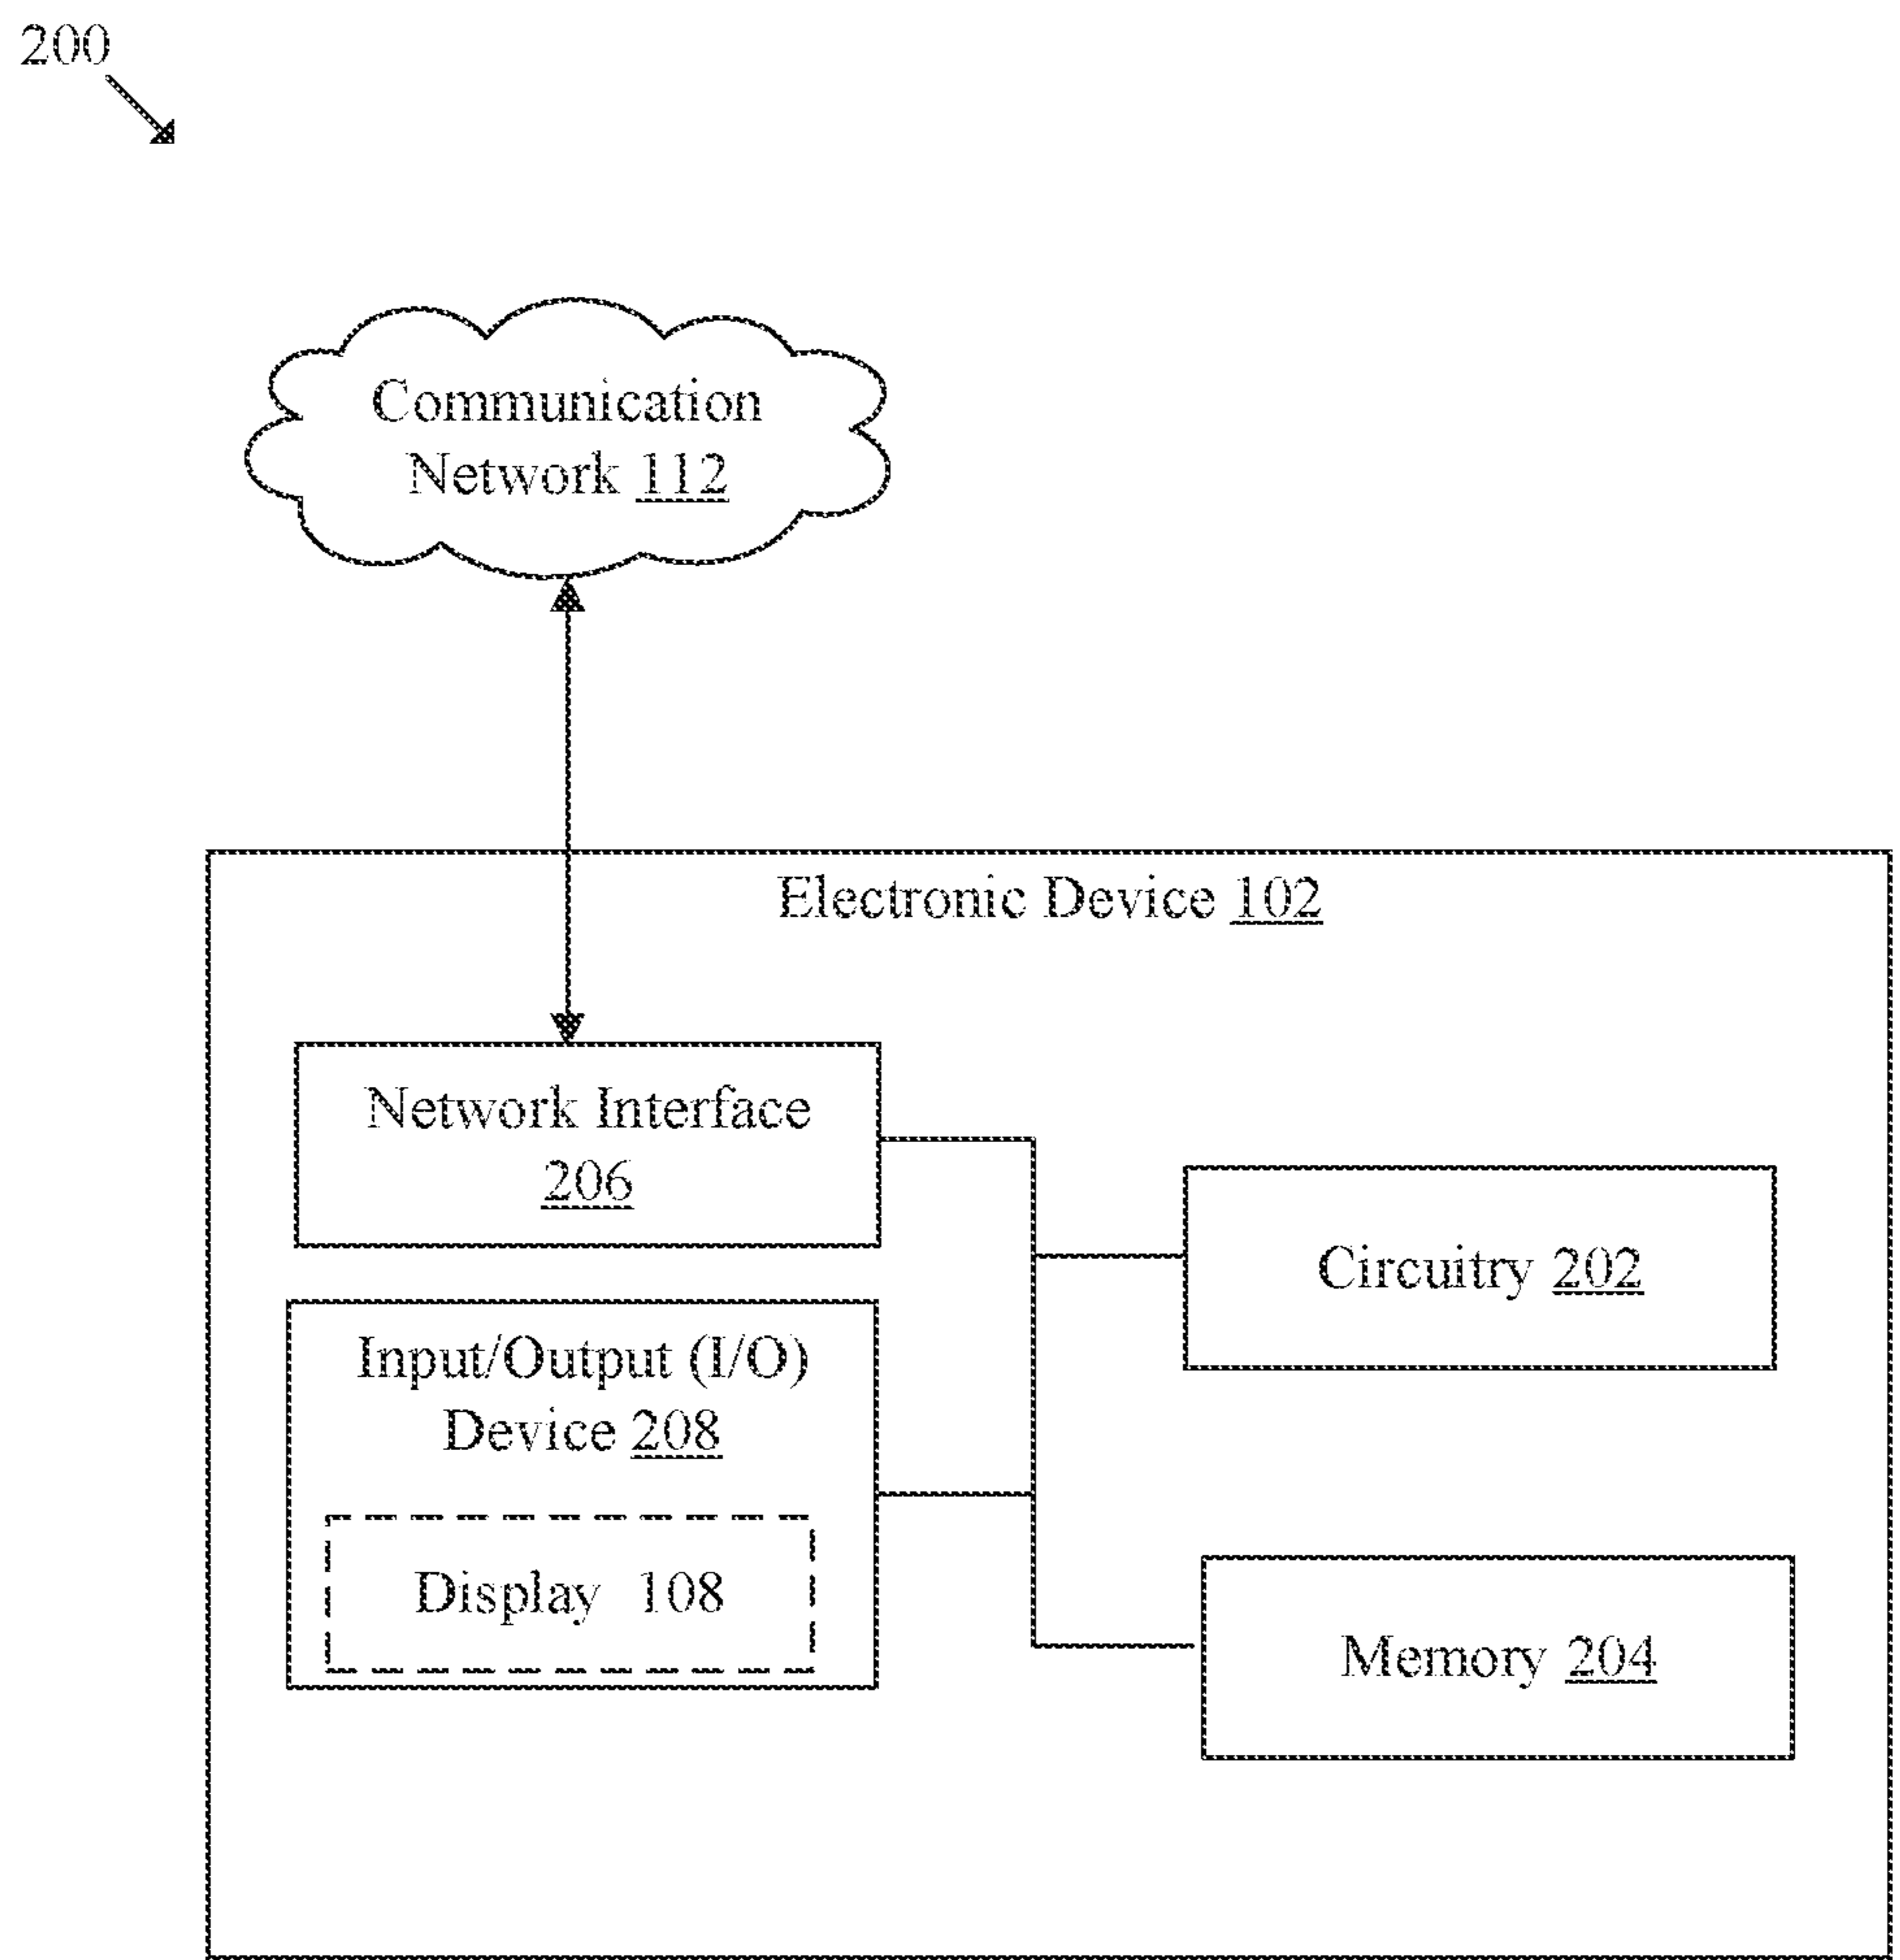 200
Communication
Network 112
Electronic Device 102
Network Interface
206
Circuitry 202
Input/Output (I/O)
Device 208
Display 108
Memory 204